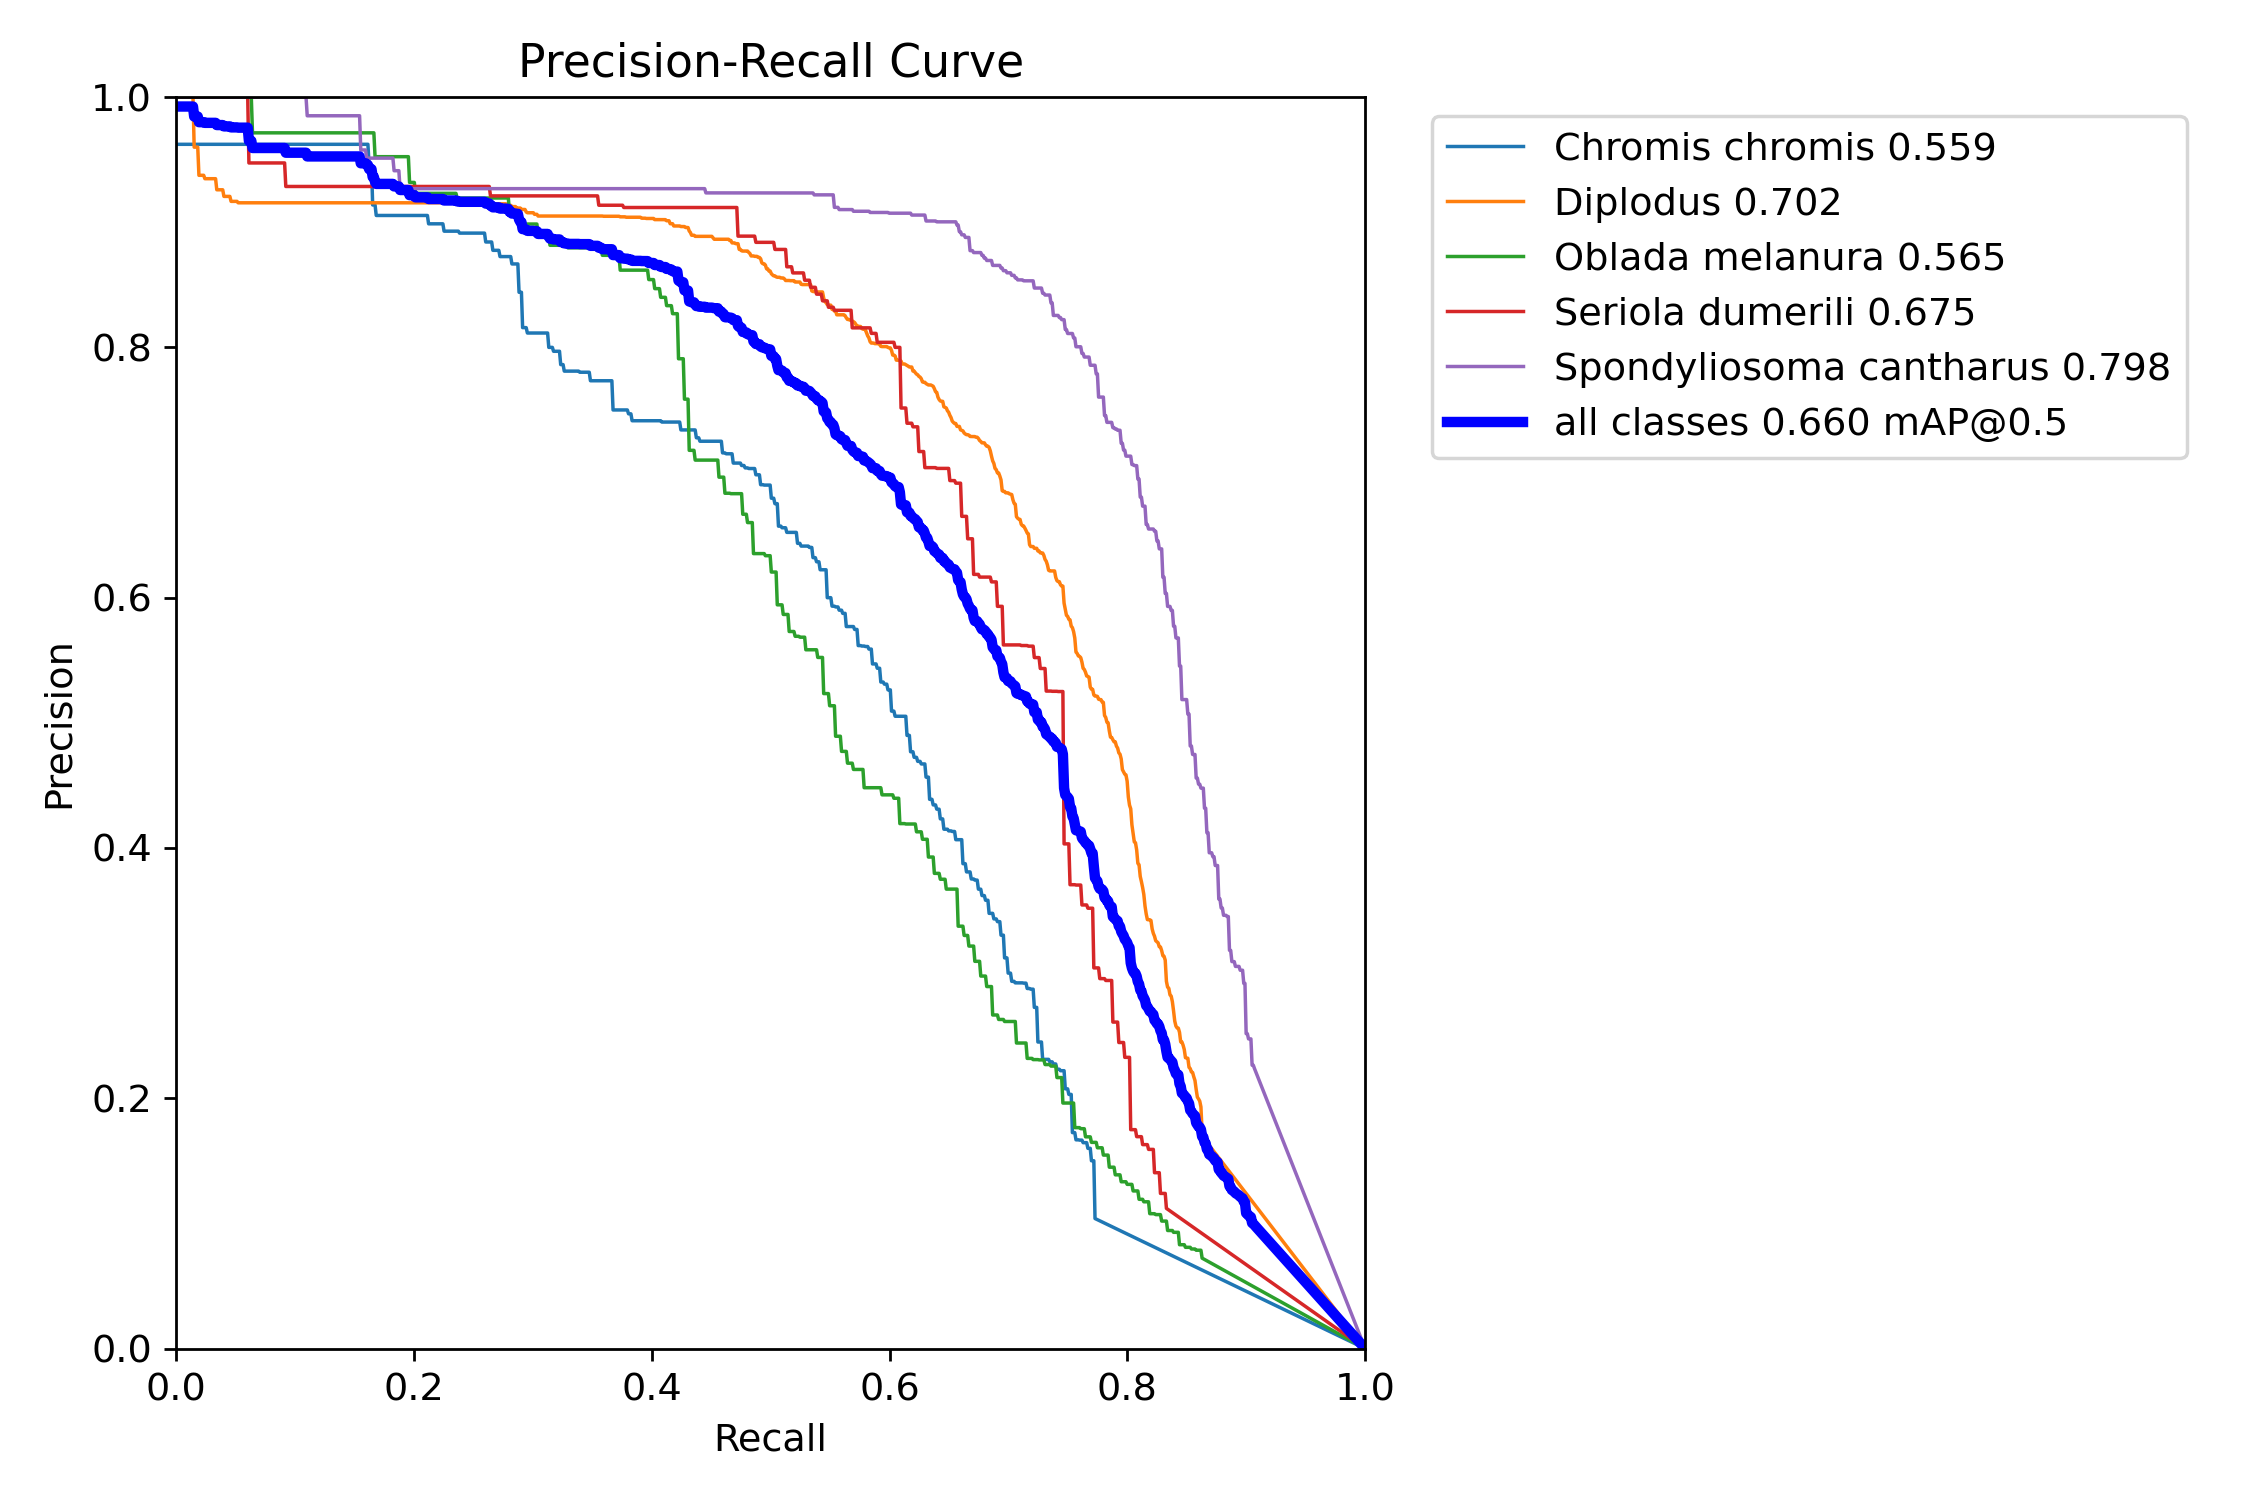 Precision-Recall Curve
1.0
0.8
0.6
0.4
0.2
0.0
Precision
0.0 0.2 0.4 0.6 0.8 1.0
Recall
Chromis chromis 0.559
Diplodus 0.702
Oblada melanura 0.565
Seriola dumerili 0.675
Spondyliosoma cantharus 0.798
all classes 0.660 mAP@0.5